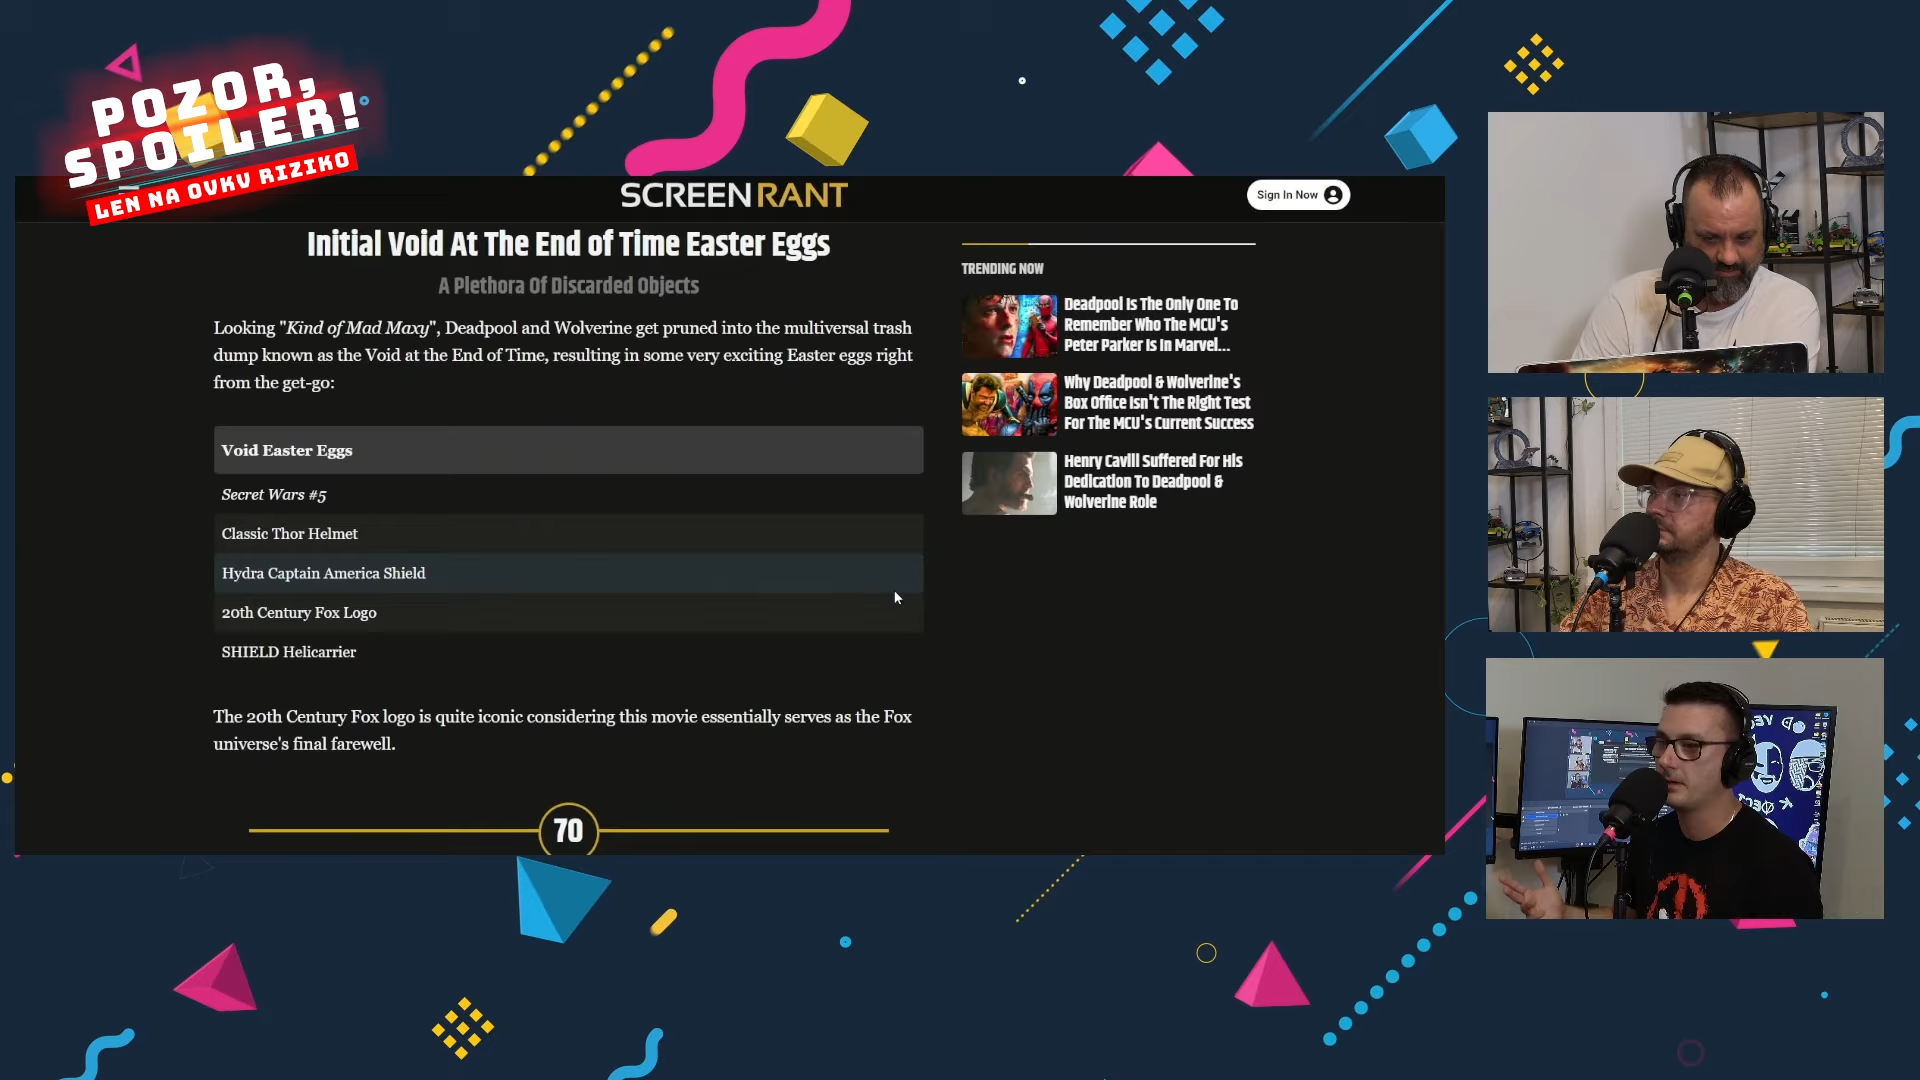 POZOR,
SPOILER!
LEN NA OVKV RIZIKO
SCREENRANT
Sign In Now
Initial Void At The End of Time Easter Eggs
A Plethora Of Discarded Objects
Looking "Kind of Mad Maxy", Deadpool and Wolverine get pruned into the multiversal trash
dump known as the Void at the End of Time, resulting in some very exciting Easter eggs right
from the get-go:
Void Easter Eggs
Secret Wars #5
Classic Thor Helmet
Hydra Captain America Shield
20th Century Fox Logo
SHIELD Helicarrier
The 20th Century Fox logo is quite iconic considering this movie essentially serves as the Fox
universe's final farewell.
70
TRENDING NOW
Deadpool Is The Only One To
Remember Who The MCU's
Peter Parker Is In Marvel...
Why Deadpool & Wolverine's
Box Office Isn't The Right Test
For The MCU's Current Success
Henry Cavill Suffered For His
Dedication To Deadpool &
Wolverine Role